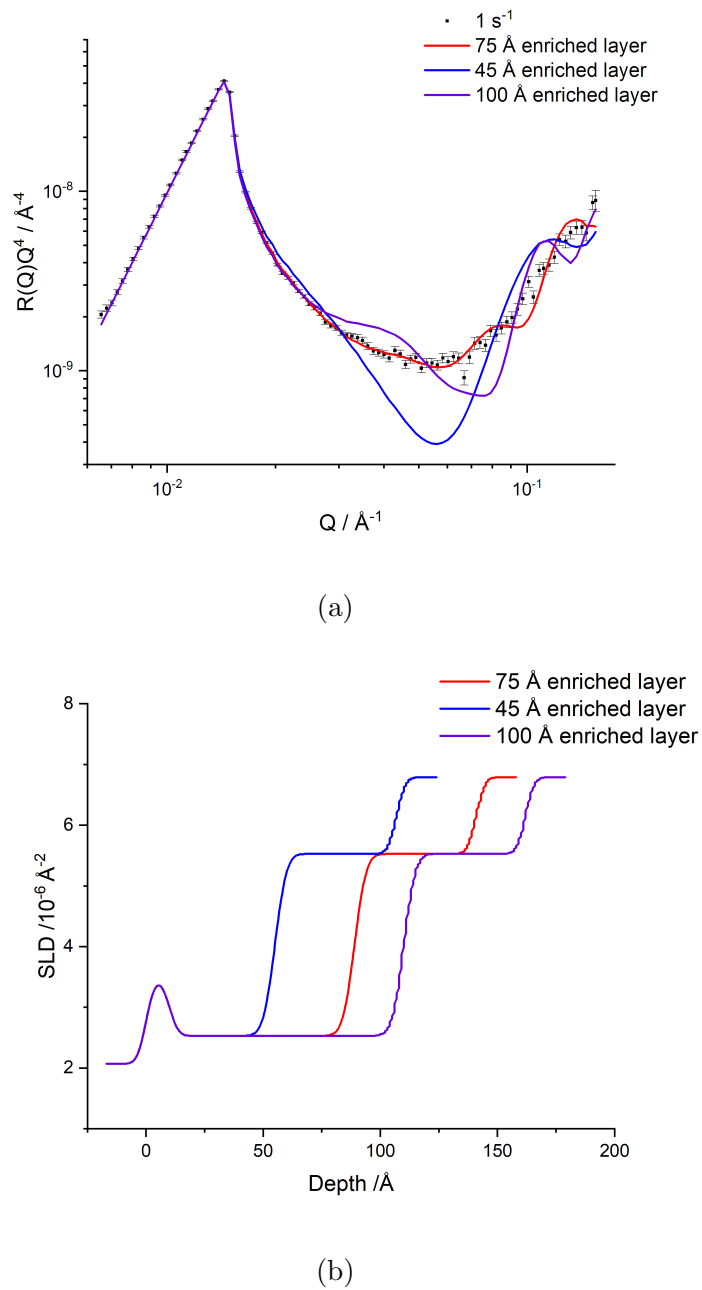 1 s⁻¹
75 Å enriched layer
45 Å enriched layer
100 Å enriched layer
10⁻⁸
10⁻⁹
R(Q)Q⁴ / Å⁻⁴
10⁻² 10⁻¹
Q / Å⁻¹
(a)
75 Å enriched layer
45 Å enriched layer
100 Å enriched layer
8
6
4
2
SLD /10⁻⁶ Å⁻²
0 50 100 150 200
Depth /Å
(b)